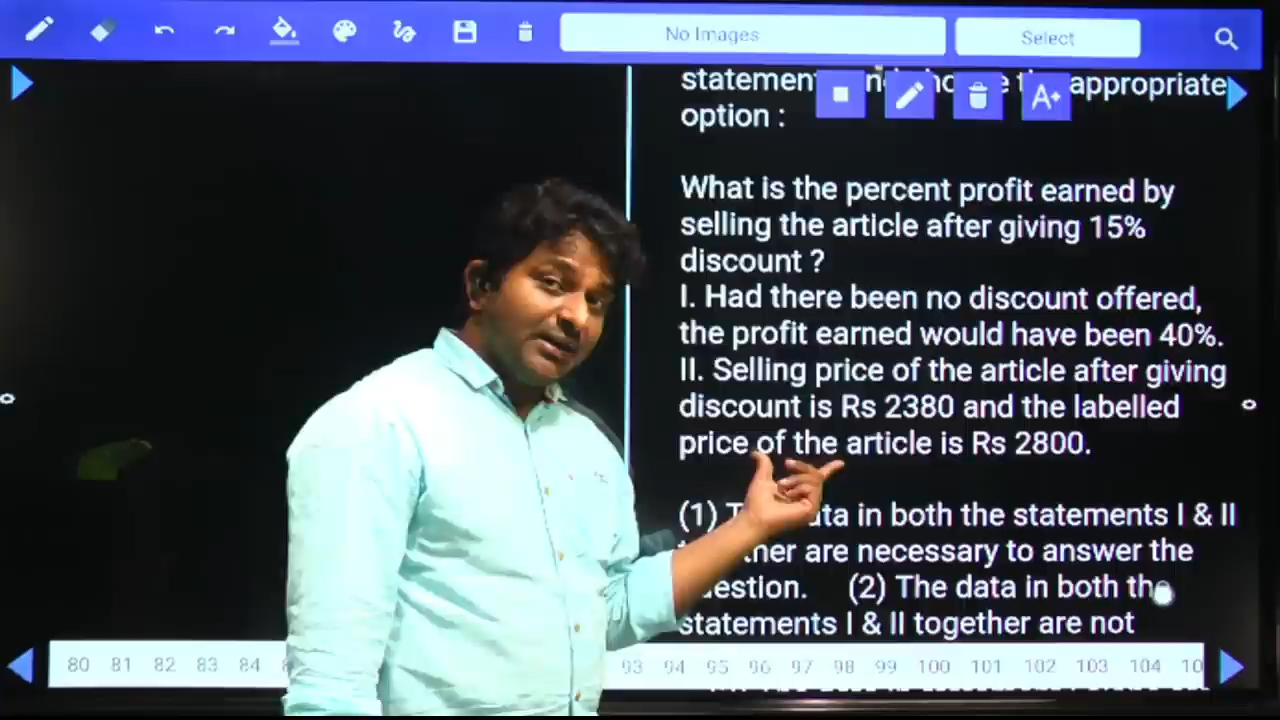 No Images
Select
A+
appropriate
option :
What is the percent profit earned by
selling the article after giving 15%
discount ?
I. Had there been no discount offered,
the profit earned would have been 40%.
II. Selling price of the article after giving
discount is Rs 2380 and the labelled
price of the article is Rs 2800.
(1) in both the statements I & II
are necessary to answer the
(2) The data in both
statements I & II together are not
80 81 82 83 84 93 94 95 96 97 98 99 100 101 102 103 104 10